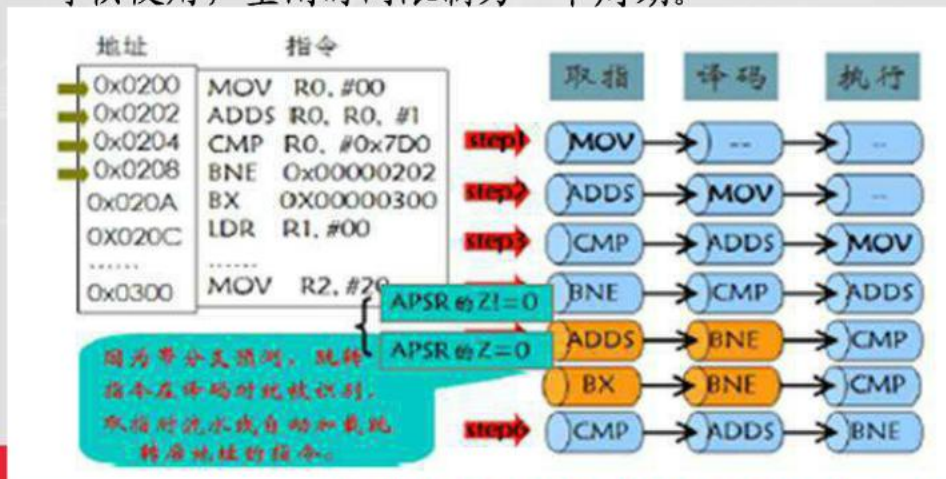 地址 指令
0x0200 MOV R0, #00
0x0202 ADDS R0, R0, #1
0x0204 CMP R0, #0x7D0
0x0208 BNE 0x00000202
0x020A BX 0X00000300
0X020C LDR R1, #00
...... ......
0x0300 MOV R2, #20
取指 译码 执行
step1 MOV -- --
step2 ADDS MOV --
step3 CMP ADDS MOV
BNE CMP ADDS
APSR的Z!=0
ADDS BNE CMP
APSR的Z=0
BX BNE CMP
step6 CMP ADDS BNE
因为带分支预测，跳转
指令在译码时就被识别，
取指时流水线自动加载跳
转后地址的指令。